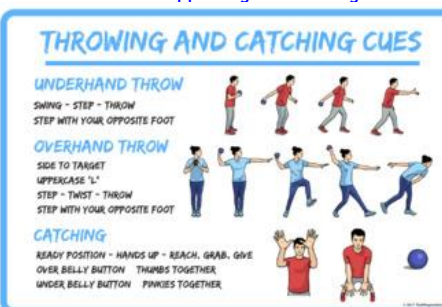 THROWING AND CATCHING CUES
UNDERHAND THROW
SWING - STEP - THROW
STEP WITH YOUR OPPOSITE FOOT
OVERHAND THROW
SIDE TO TARGET
UPPERCASE "L"
STEP - TWIST - THROW
STEP WITH YOUR OPPOSITE FOOT
CATCHING
READY POSITION - HANDS UP - REACH, GRAB, GIVE
OVER BELLY BUTTON THUMBS TOGETHER
UNDER BELLY BUTTON PINKIES TOGETHER